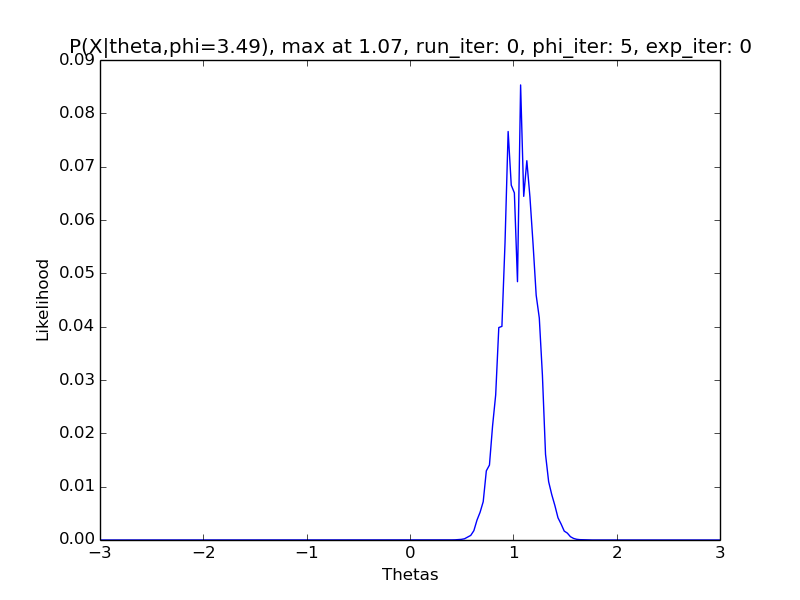 P(X|theta,phi=3.49), max at 1.07, run_iter: 0, phi_iter: 5, exp_iter: 0
0.09
0.08
0.07
0.06
0.05
0.04
0.03
0.02
0.01
0.00
Likelihood
−3 −2 −1 0 1 2 3
Thetas